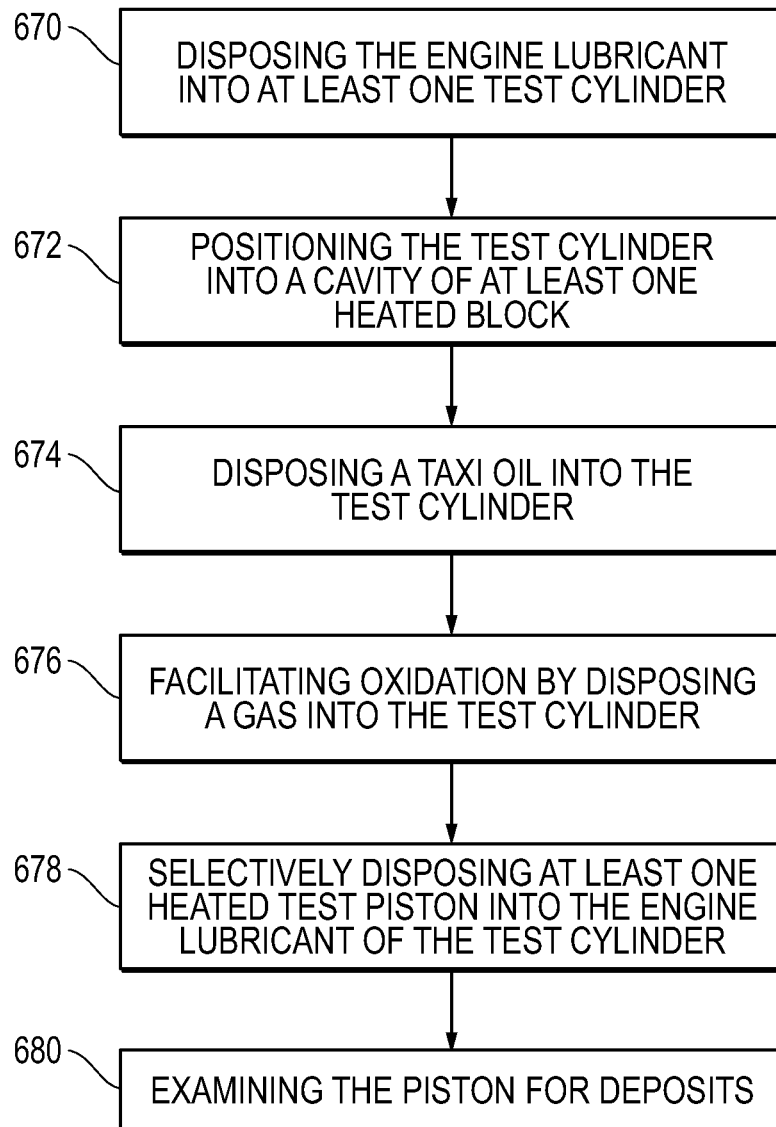 670
DISPOSING THE ENGINE LUBRICANT
INTO AT LEAST ONE TEST CYLINDER
672
POSITIONING THE TEST CYLINDER
INTO A CAVITY OF AT LEAST ONE
HEATED BLOCK
674
DISPOSING A TAXI OIL INTO THE
TEST CYLINDER
676
FACILITATING OXIDATION BY DISPOSING
A GAS INTO THE TEST CYLINDER
678
SELECTIVELY DISPOSING AT LEAST ONE
HEATED TEST PISTON INTO THE ENGINE
LUBRICANT OF THE TEST CYLINDER
680
EXAMINING THE PISTON FOR DEPOSITS